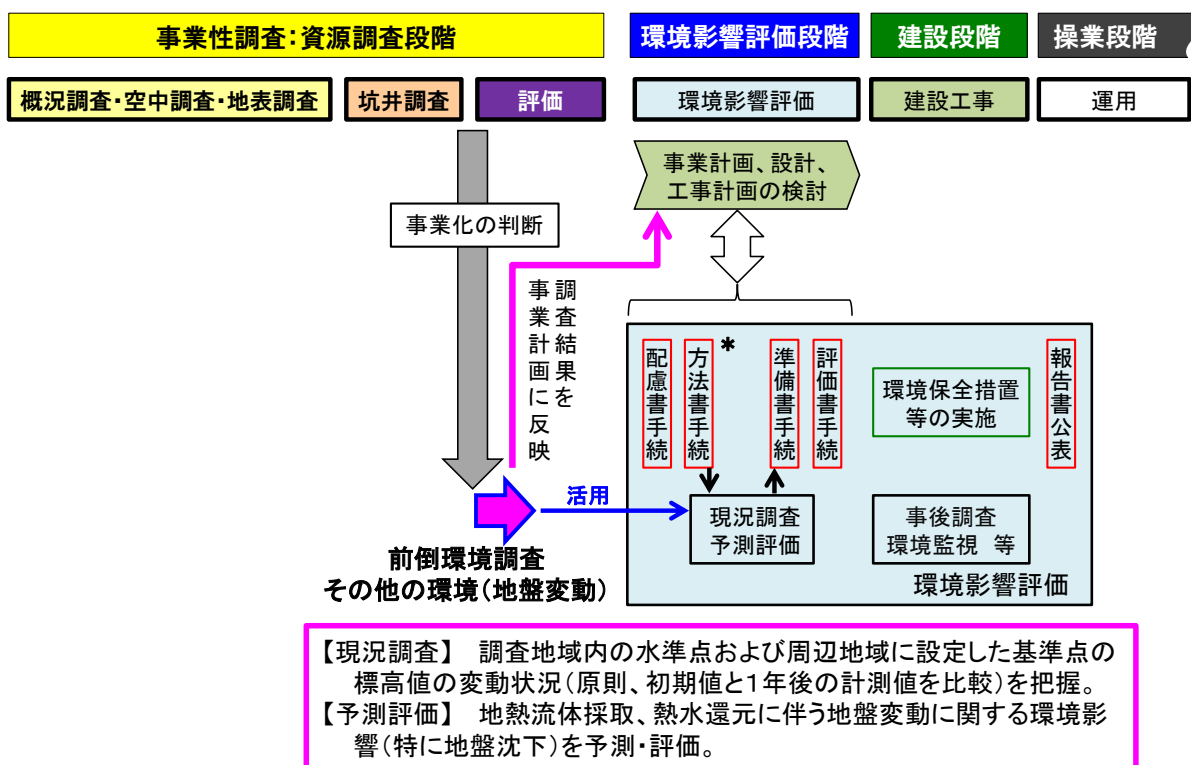 事業性調査:資源調査段階
環境影響評価段階
建設段階
操業段階
概況調査・空中調査・地表調査
坑井調査
評価
環境影響評価
建設工事
運用
事業計画、設計、
工事計画の検討
事業化の判断
調査結果を
事業計画に反映
配慮書手続
方法書手続
*
準備書手続
評価書手続
環境保全措置
等の実施
報告書公表
活用
現況調査
予測評価
事後調査
環境監視 等
環境影響評価
前倒環境調査
その他の環境(地盤変動)
【現況調査】 調査地域内の水準点および周辺地域に設定した基準点の
標高値の変動状況(原則、初期値と1年後の計測値を比較)を把握。
【予測評価】 地熱流体採取、熱水還元に伴う地盤変動に関する環境影
響(特に地盤沈下)を予測・評価。